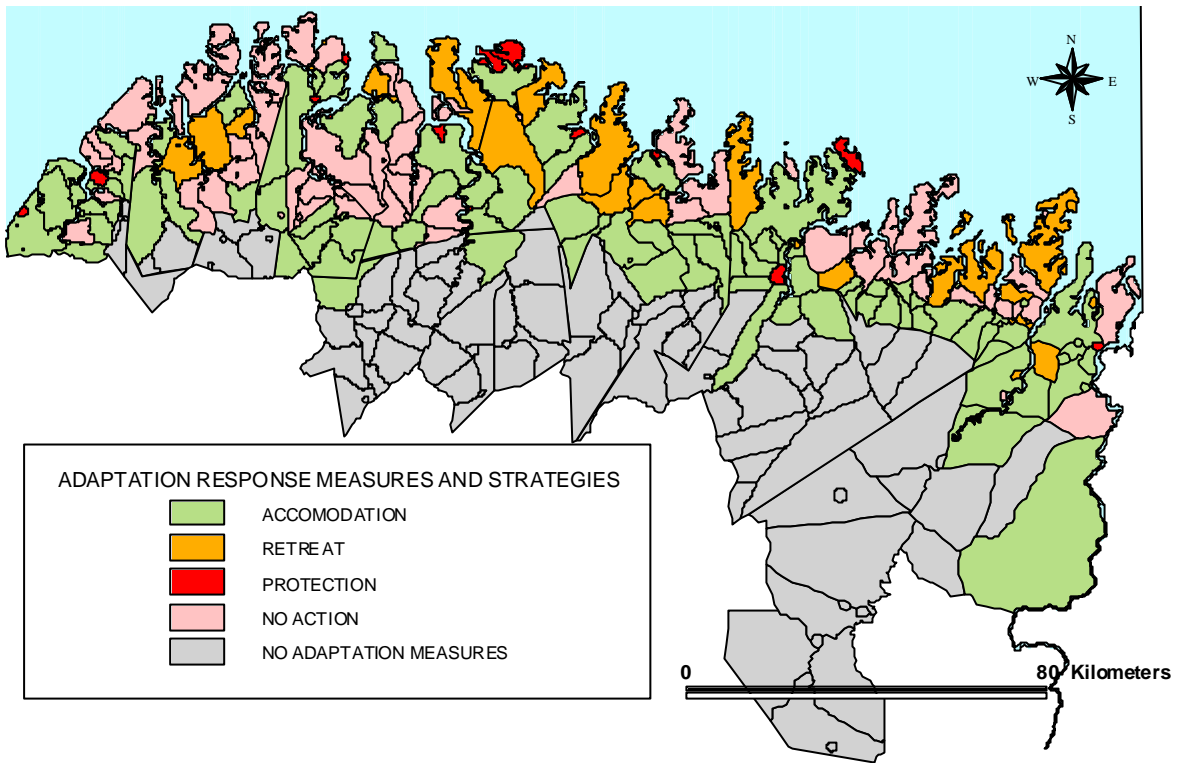 N
W E
S
ADAPTATION RESPONSE MEASURES AND STRATEGIES
ACCOMODATION
RETREAT
PROTECTION
NO ACTION
NO ADAPTATION MEASURES
0 80 Kilometers